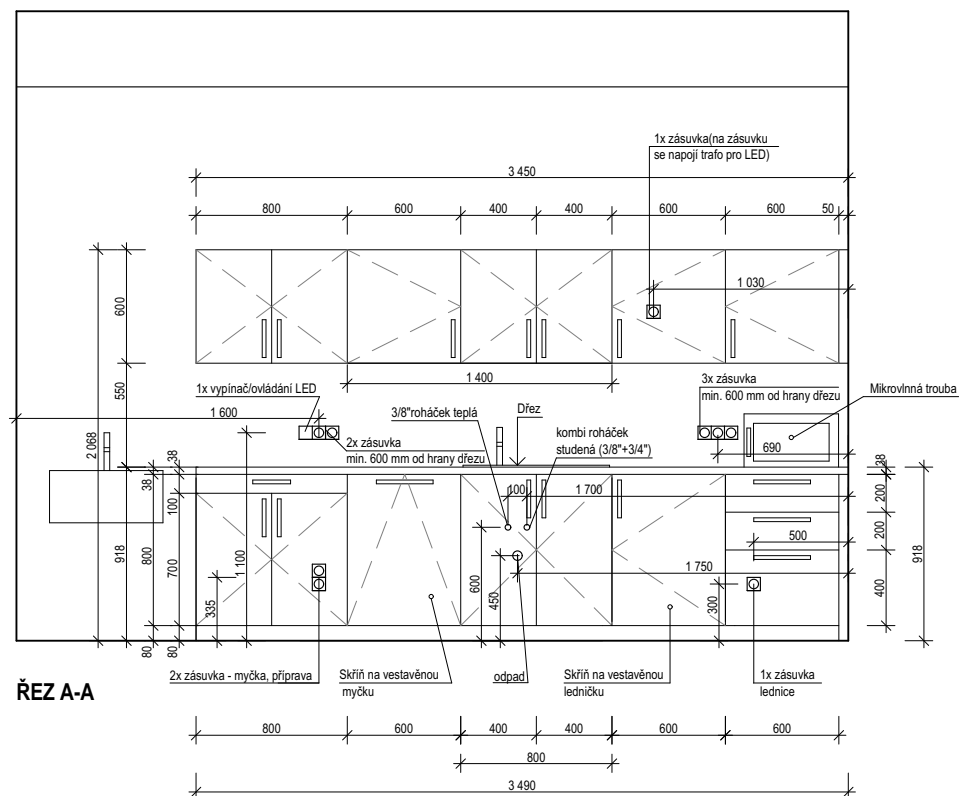 1x zásuvka(na zásuvku
se napojí trafo pro LED)
3 450
800
600
400
400
600
600
50
1 030
600
550
2 068
1 400
1x vypínač/ovládání LED
1 600
2x zásuvka
min. 600 mm od hrany dřezu
3/8"roháček teplá
Dřez
kombi roháček
studená (3/8"+3/4")
3x zásuvka
min. 600 mm od hrany dřezu
Mikrovlnná trouba
690
38
38
38
100
1 700
100
200
200
500
400
918
800
700
1 100
335
600
450
1 750
300
918
80
80
2x zásuvka - myčka, příprava
Skříň na vestavěnou
myčku
odpad
Skříň na vestavěnou
ledničku
1x zásuvka
lednice
ŘEZ A-A
800
600
400
400
600
600
800
3 490